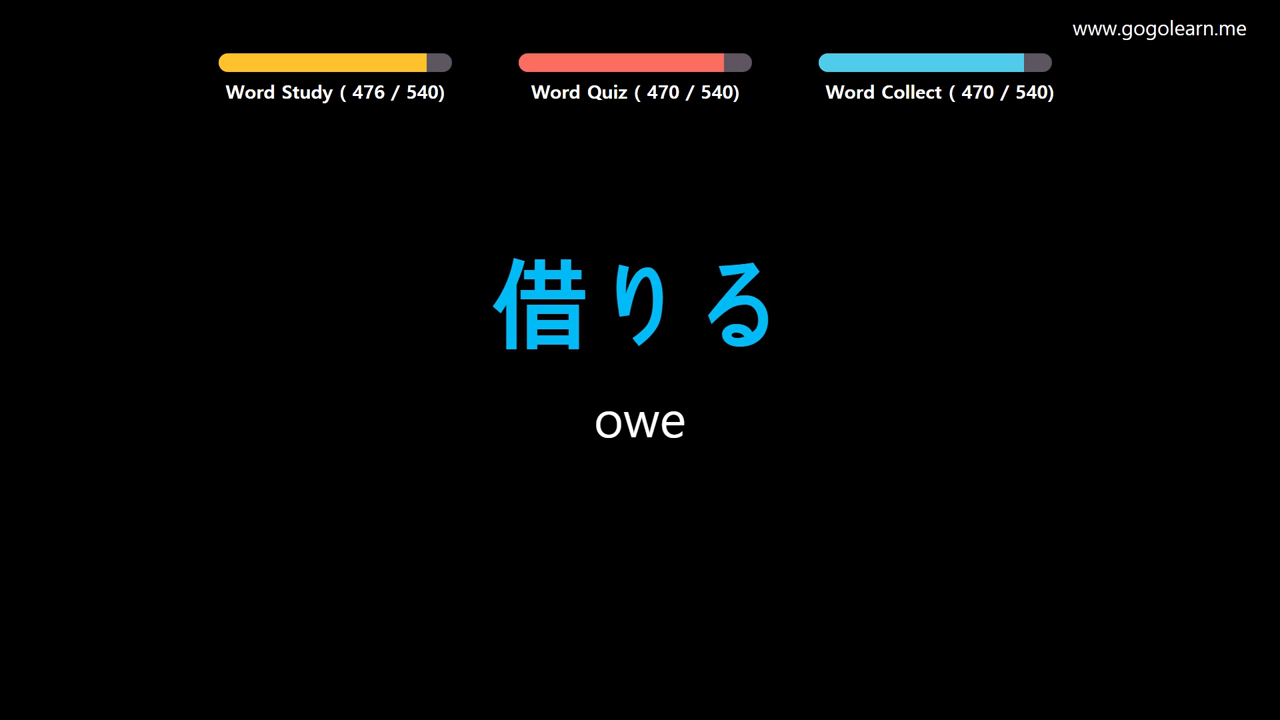 www.gogolearn.me
Word Study ( 476 / 540)
Word Quiz ( 470 / 540)
Word Collect ( 470 / 540)
借りる
owe